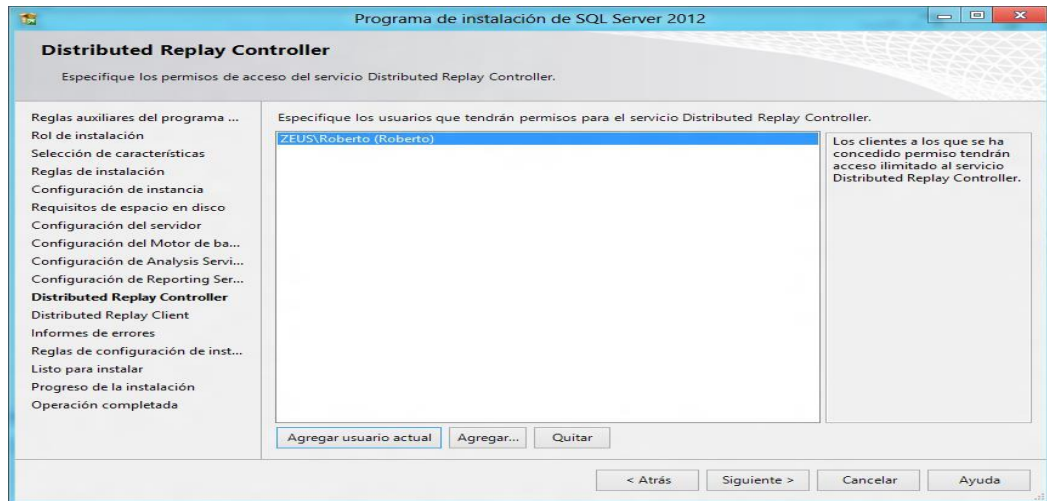 Programa de instalación de SQL Server 2012
Distributed Replay Controller
Especifique los permisos de acceso del servicio Distributed Replay Controller.
Reglas auxiliares del programa ...
Rol de instalación
Selección de características
Reglas de instalación
Configuración de instancia
Requisitos de espacio en disco
Configuración del servidor
Configuración del Motor de ba...
Configuración de Analysis Servi...
Configuración de Reporting Ser...
Distributed Replay Controller
Distributed Replay Client
Informes de errores
Reglas de configuración de inst...
Listo para instalar
Progreso de la instalación
Operación completada
Especifique los usuarios que tendrán permisos para el servicio Distributed Replay Controller.
ZEUS\Roberto (Roberto)
Los clientes a los que se ha
concedido permiso tendrán
acceso ilimitado al servicio
Distributed Replay Controller.
Agregar usuario actual
Agregar...
Quitar
< Atrás
Siguiente >
Cancelar
Ayuda